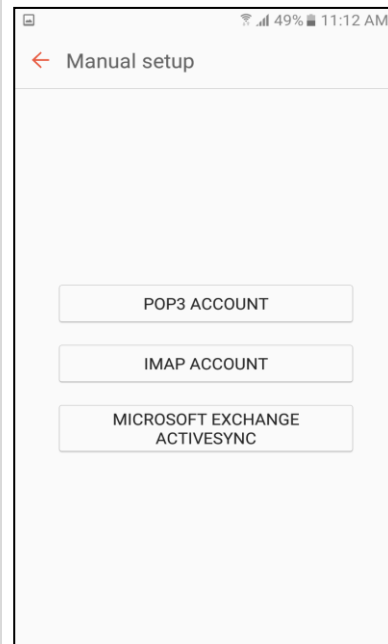 49% 11:12 AM
Manual setup
POP3 ACCOUNT
IMAP ACCOUNT
MICROSOFT EXCHANGE
ACTIVESYNC